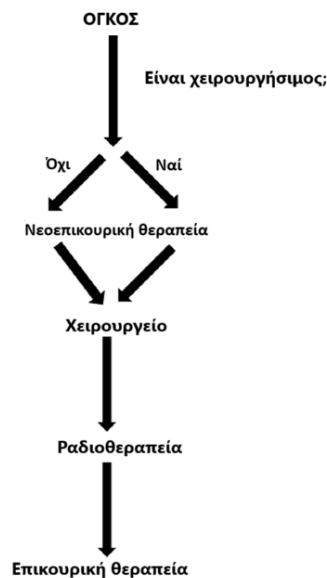 ΟΓΚΟΣ
Είναι χειρουργήσιμος;
Όχι
Ναί
Νεοεπικουρική θεραπεία
Χειρουργείο
Ραδιοθεραπεία
Επικουρική θεραπεία